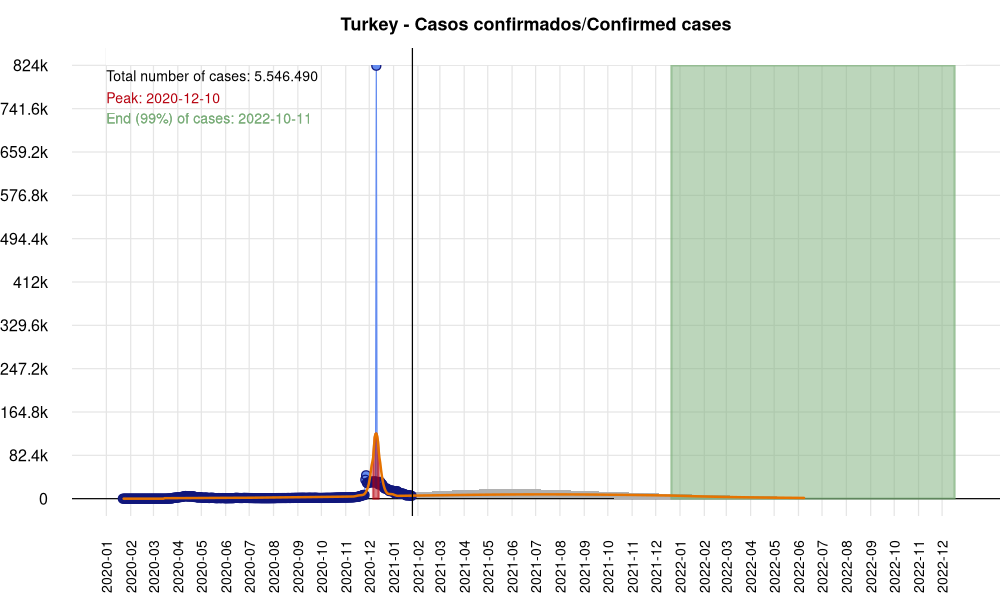 Turkey - Casos confirmados/Confirmed cases
824k
Total number of cases: 5.546.490
Peak: 2020-12-10
741.6k
End (99%) of cases: 2022-10-11
659.2k
576.8k
494.4k
412k
329.6k
247.2k
164.8k
82.4k
0
2020-01
2020-02
2020-03
2020-04
2020-05
2020-06
2020-07
2020-08
2020-09
2020-10
2020-11
2020-12
2021-01
2021-02
2021-03
2021-04
2021-05
2021-06
2021-07
2021-08
2021-09
2021-10
2021-11
2021-12
2022-01
2022-02
2022-03
2022-04
2022-05
2022-06
2022-07
2022-08
2022-09
2022-10
2022-11
2022-12